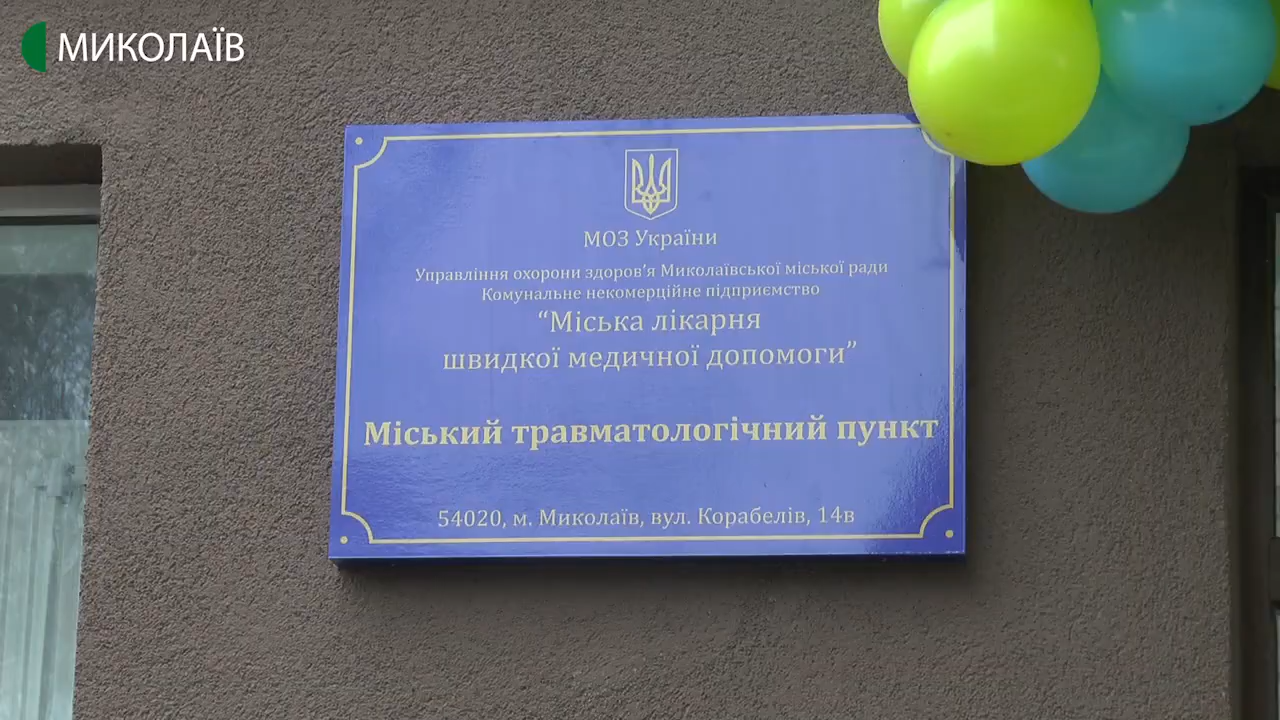 МИКОЛАЇВ
МОЗ України
Управління охорони здоров’я Миколаївської міської ради
Комунальне некомерційне підприємство
“Міська лікарня
швидкої медичної допомоги”
Міський травматологічний пункт
54020, м. Миколаїв, вул. Корабелів, 14в